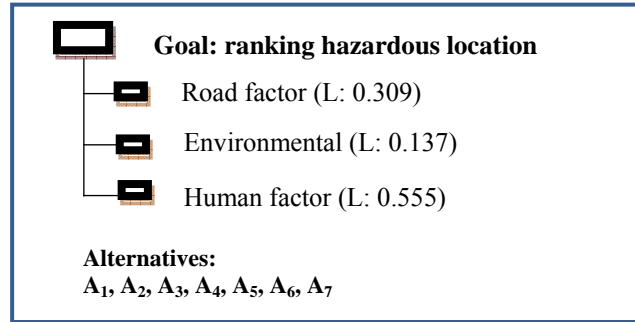 Goal: ranking hazardous location
Road factor (L: 0.309)
Environmental (L: 0.137)
Human factor (L: 0.555)
Alternatives:
A₁, A₂, A₃, A₄, A₅, A₆, A₇